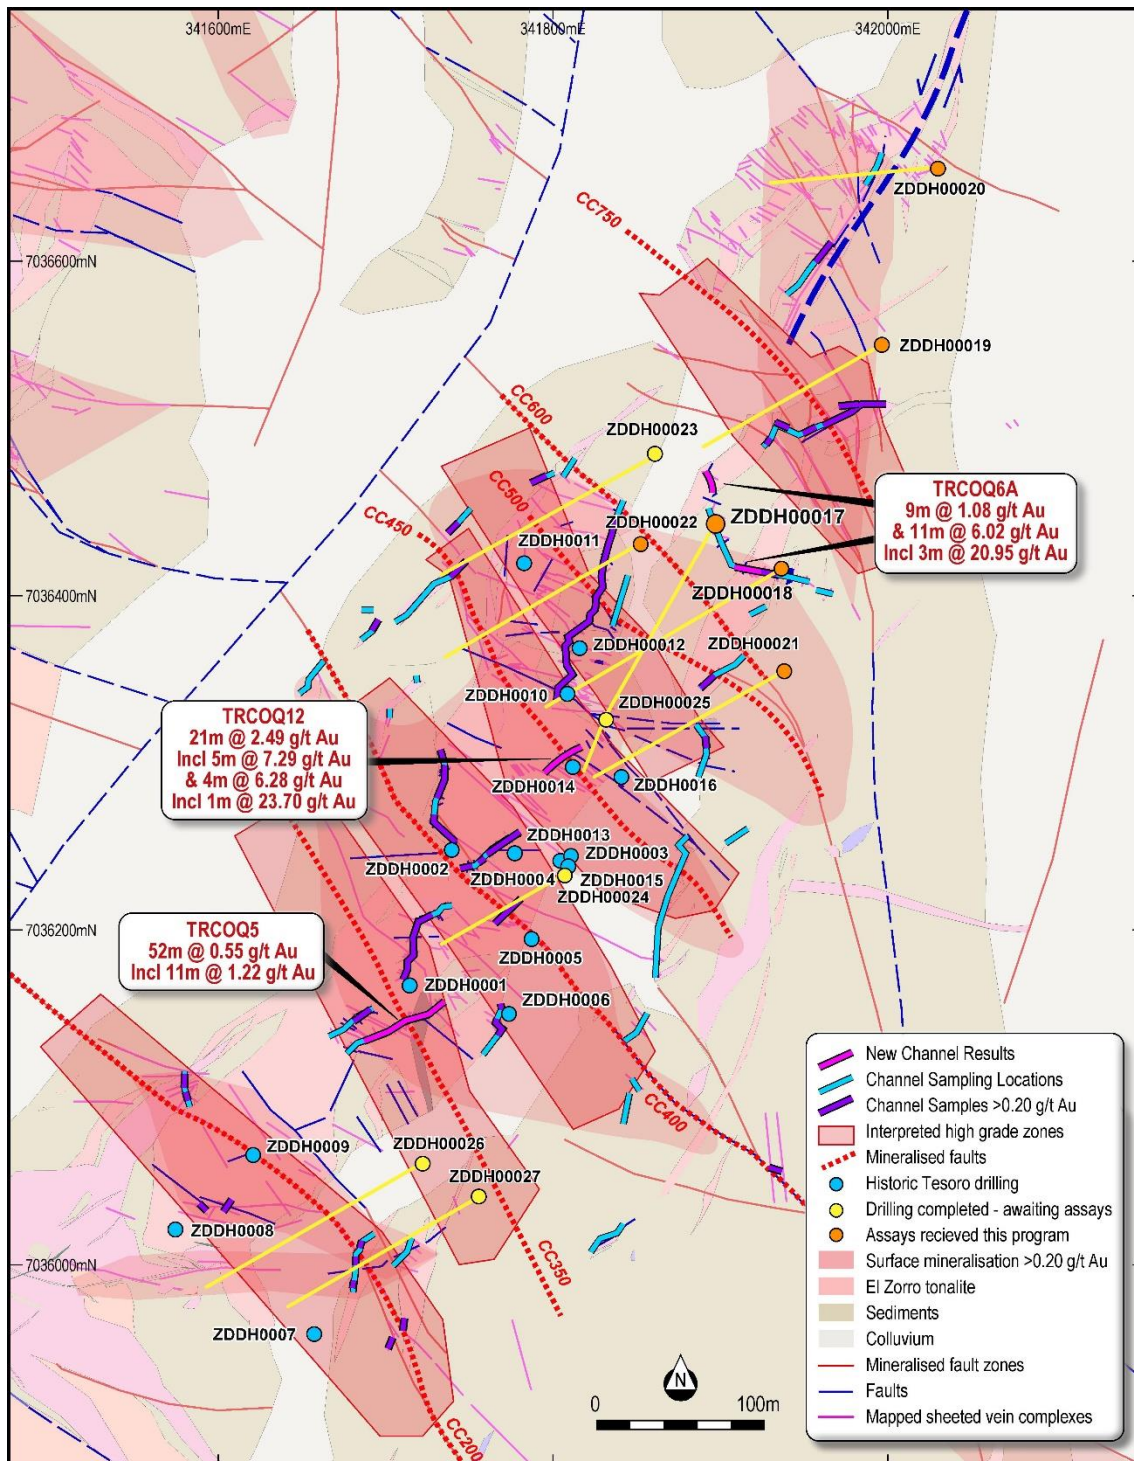 341600mE
341800mE
342000mE
ZDDH00020
CC750
7036600mN
ZDDH00019
CC600
ZDDH00023
CC500
TRCOQ6A
9m @ 1.08 g/t Au
& 11m @ 6.02 g/t Au
Incl 3m @ 20.95 g/t Au
CC450
ZDDH00022
ZDDH00017
ZDDH0011
7036400mN
ZDDH00018
ZDDH00012
ZDDH00021
ZDDH0010
ZDDH00025
TRCOQ12
21m @ 2.49 g/t Au
Incl 5m @ 7.29 g/t Au
& 4m @ 6.28 g/t Au
Incl 1m @ 23.70 g/t Au
ZDDH0014
ZDDH0016
ZDDH0013
ZDDH0003
ZDDH0002
ZDDH0004
ZDDH0015
ZDDH00024
TRCOQ5
52m @ 0.55 g/t Au
Incl 11m @ 1.22 g/t Au
7036200mN
ZDDH0005
ZDDH0001
ZDDH0006
CC400
ZDDH0009
ZDDH00026
ZDDH00027
ZDDH0008
7036000mN
CC350
ZDDH0007
CC200
N
0
100m
New Channel Results
Channel Sampling Locations
Channel Samples >0.20 g/t Au
Interpreted high grade zones
Mineralised faults
Historic Tesoro drilling
Drilling completed - awaiting assays
Assays recieved this program
Surface mineralisation >0.20 g/t Au
El Zorro tonalite
Sediments
Colluvium
Mineralised fault zones
Faults
Mapped sheeted vein complexes